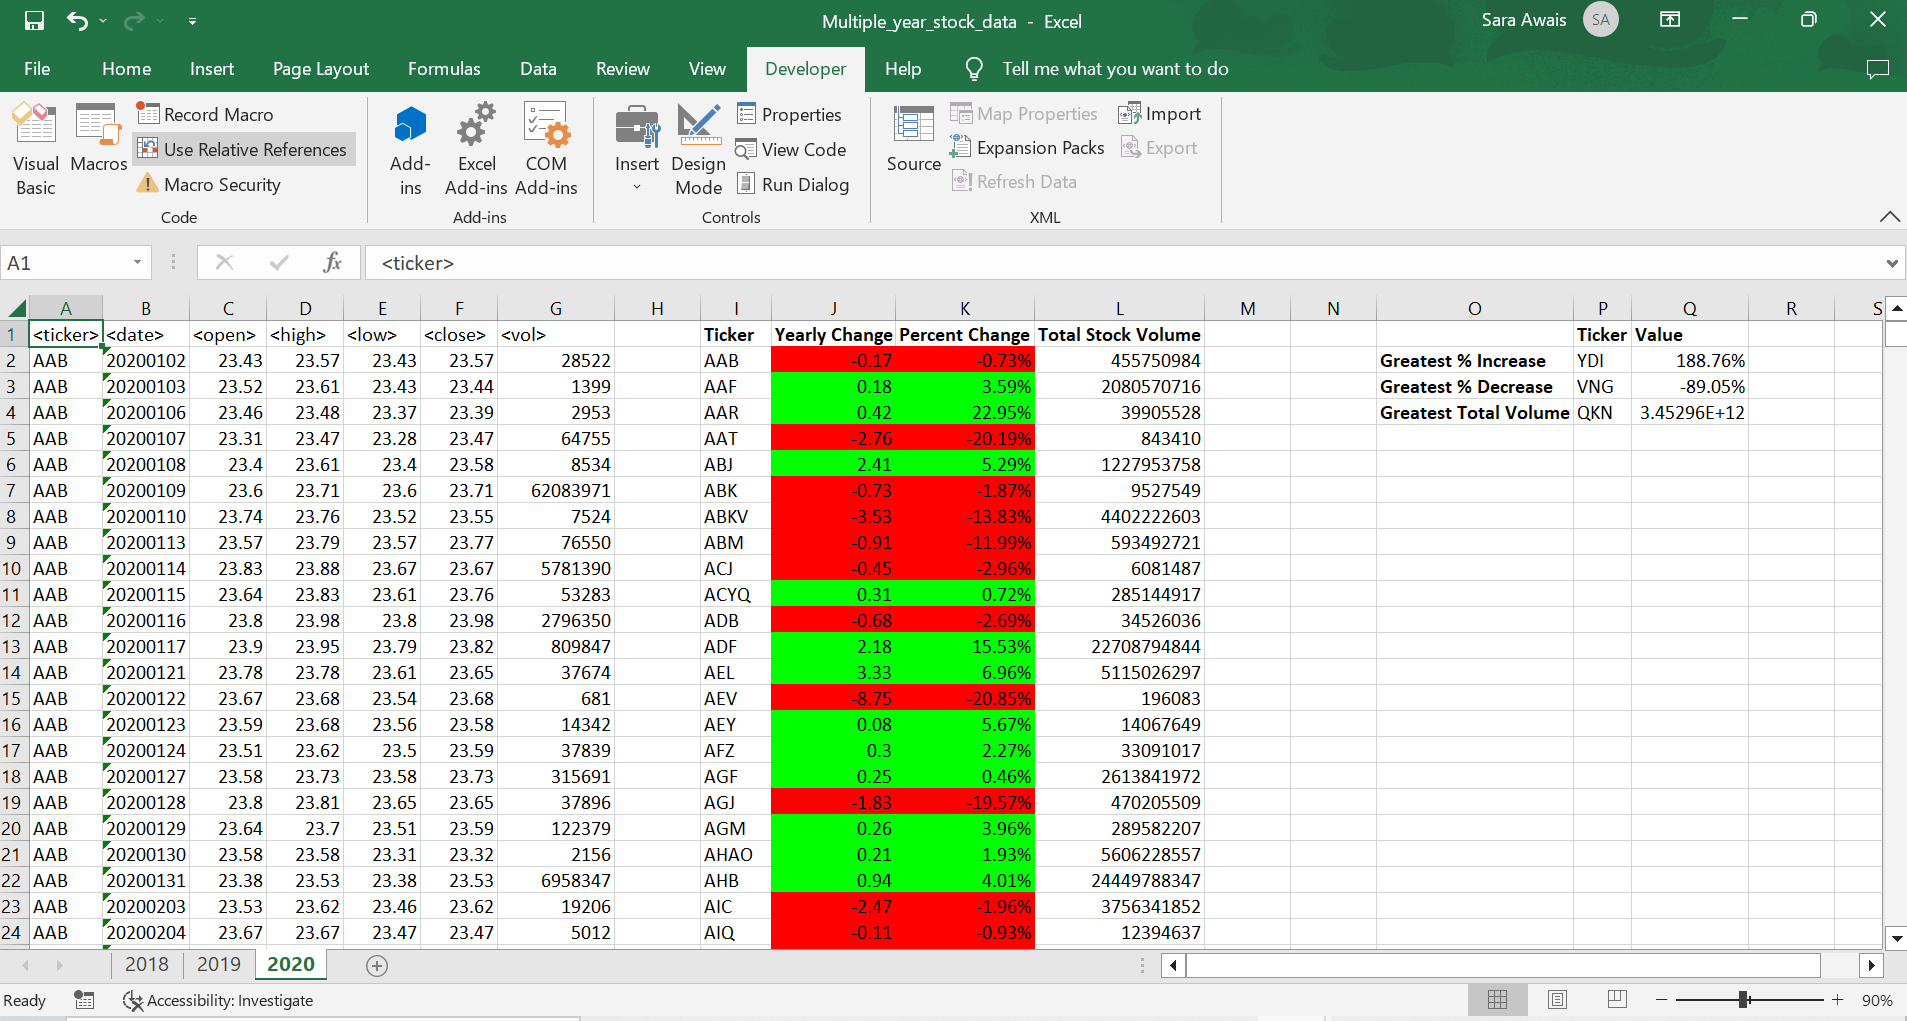 Multiple_year_stock_data - Excel
Sara Awais SA
File Home Insert Page Layout Formulas Data Review View Developer Help Tell me what you want to do
Visual Basic
Macros
Record Macro
Use Relative References
Macro Security
Code
Add-ins
Excel Add-ins
COM Add-ins
Add-ins
Insert
Design Mode
Properties
View Code
Run Dialog
Controls
Source
Map Properties
Expansion Packs
Refresh Data
Import
Export
XML
A1 fx <ticker>
A B C D E F G H I J K L M N O P Q R S
1 <ticker> <date> <open> <high> <low> <close> <vol> Ticker Yearly Change Percent Change Total Stock Volume Ticker Value
2 AAB 20200102 23.43 23.57 23.43 23.57 28522 AAB -0.17 -0.73% 455750984 Greatest % Increase YDI 188.76%
3 AAB 20200103 23.52 23.61 23.43 23.44 1399 AAF 0.18 3.59% 2080570716 Greatest % Decrease VNG -89.05%
4 AAB 20200106 23.46 23.48 23.37 23.39 2953 AAR 0.42 22.95% 39905528 Greatest Total Volume QKN 3.45296E+12
5 AAB 20200107 23.31 23.47 23.28 23.47 64755 AAT -2.76 -20.19% 843410
6 AAB 20200108 23.4 23.61 23.4 23.58 8534 ABJ 2.41 5.29% 1227953758
7 AAB 20200109 23.6 23.71 23.6 23.71 62083971 ABK -0.73 -1.87% 9527549
8 AAB 20200110 23.74 23.76 23.52 23.55 7524 ABKV -3.53 -13.83% 4402222603
9 AAB 20200113 23.57 23.79 23.57 23.77 76550 ABM -0.91 -11.99% 593492721
10 AAB 20200114 23.83 23.88 23.67 23.67 5781390 ACJ -0.45 -2.96% 6081487
11 AAB 20200115 23.64 23.83 23.61 23.76 53283 ACYQ 0.31 0.72% 285144917
12 AAB 20200116 23.8 23.98 23.8 23.98 2796350 ADB -0.68 -2.69% 34526036
13 AAB 20200117 23.9 23.95 23.79 23.82 809847 ADF 2.18 15.53% 22708794844
14 AAB 20200121 23.78 23.78 23.61 23.65 37674 AEL 3.33 6.96% 5115026297
15 AAB 20200122 23.67 23.68 23.54 23.68 681 AEV -8.75 -20.85% 196083
16 AAB 20200123 23.59 23.68 23.56 23.58 14342 AEY 0.08 5.67% 14067649
17 AAB 20200124 23.51 23.62 23.5 23.59 37839 AFZ 0.3 2.27% 33091017
18 AAB 20200127 23.58 23.73 23.58 23.73 315691 AGF 0.25 0.46% 2613841972
19 AAB 20200128 23.8 23.81 23.65 23.65 37896 AGJ -1.83 -19.57% 470205509
20 AAB 20200129 23.64 23.7 23.51 23.59 122379 AGM 0.26 3.96% 289582207
21 AAB 20200130 23.58 23.58 23.31 23.32 2156 AHAO 0.21 1.93% 5606228557
22 AAB 20200131 23.38 23.53 23.38 23.53 6958347 AHB 0.94 4.01% 24449788347
23 AAB 20200203 23.53 23.62 23.46 23.62 19206 AIC -2.47 -1.96% 3756341852
24 AAB 20200204 23.67 23.67 23.47 23.47 5012 AIQ -0.11 -0.93% 12394637
2018 2019 2020
Ready Accessibility: Investigate 90%